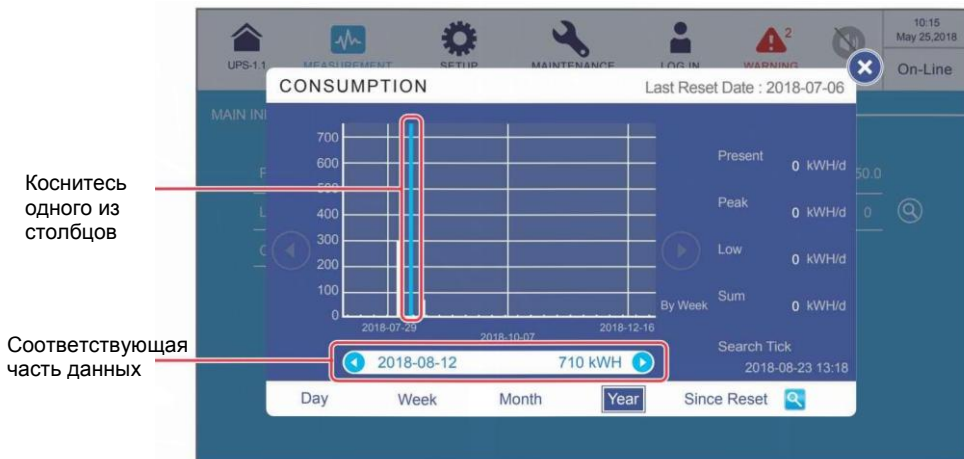 10:15
May 25,2018
UPS-1.1
MEASUREMENT
SETUP
MAINTENANCE
LOG IN
WARNING
2
On-Line
CONSUMPTION
Last Reset Date : 2018-07-06
MAIN IN
700
600
500
400
300
200
100
0
2018-07-29
2018-10-07
2018-12-16
By Week
Present
0 kWH/d
Peak
0 kWH/d
Low
0 kWH/d
Sum
0 kWH/d
Search Tick
2018-08-23 13:18
50.0
0
Коснитесь
одного из
столбцов
Соответствующая
часть данных
2018-08-12
710 kWH
Day
Week
Month
Year
Since Reset